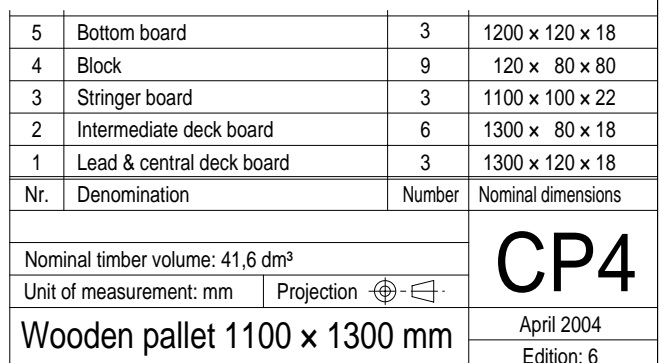 5 Bottom board 3 1200 × 120 × 18
4 Block 9 120 × 80 × 80
3 Stringer board 3 1100 × 100 × 22
2 Intermediate deck board 6 1300 × 80 × 18
1 Lead & central deck board 3 1300 × 120 × 18
Nr. Denomination Number Nominal dimensions
Nominal timber volume: 41,6 dm³
CP4
Unit of measurement: mm Projection
Wooden pallet 1100 × 1300 mm
April 2004
Edition: 6